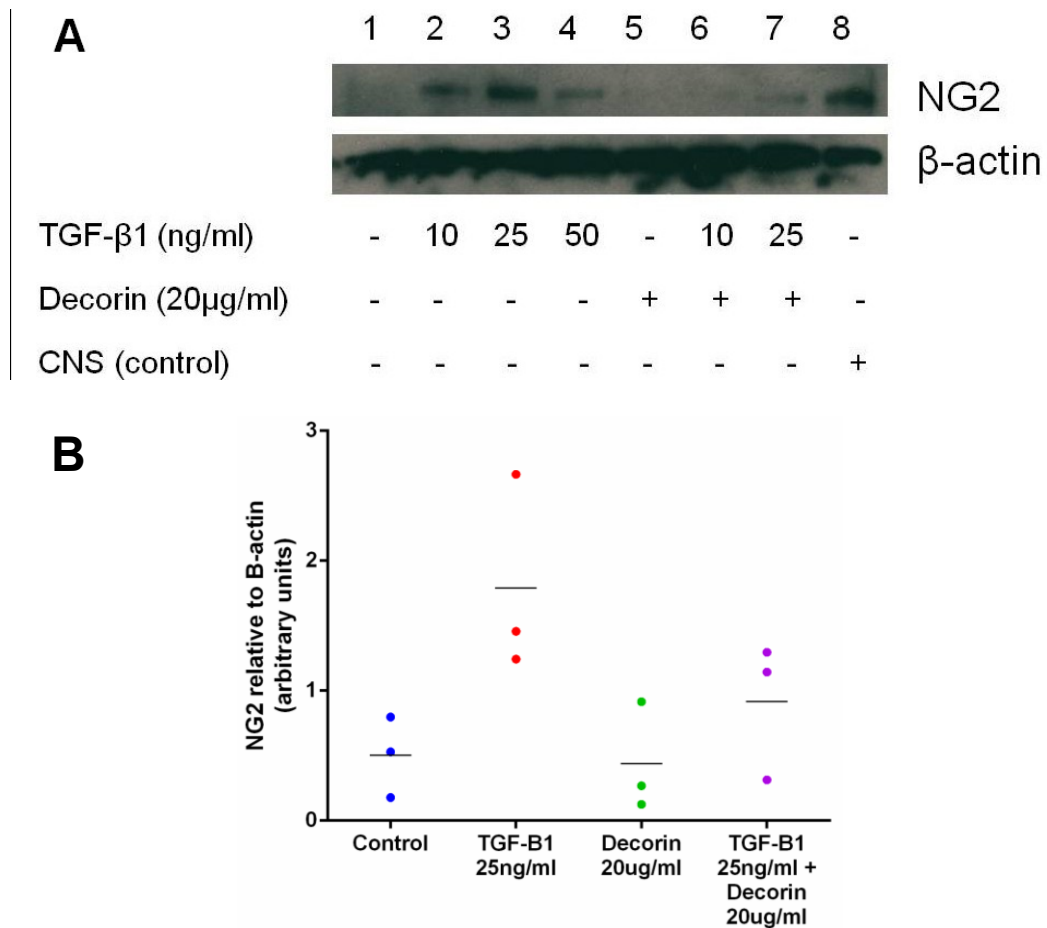 A
1 2 3 4 5 6 7 8
NG2
β-actin
TGF-β1 (ng/ml) - 10 25 50 - 10 25 -
Decorin (20µg/ml) - - - - + + + -
CNS (control) - - - - - - - +
B
NG2 relative to B-actin
(arbitrary units)
3
2
1
0
Control
TGF-B1
25ng/ml
Decorin
20ug/ml
TGF-B1
25ng/ml +
Decorin
20ug/ml